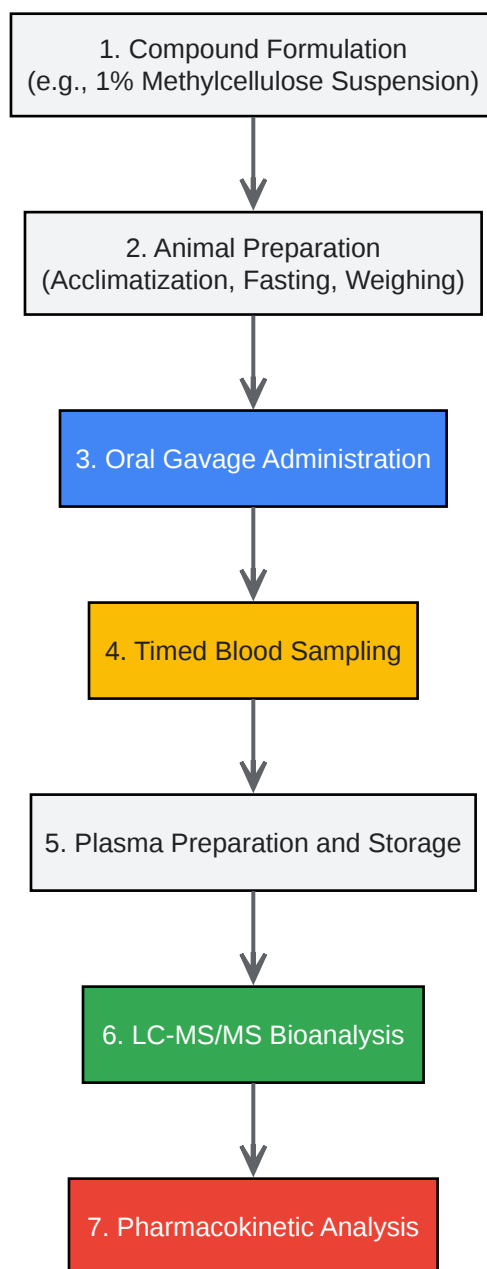 1. Compound Formulation
(e.g., 1% Methylcellulose Suspension)
2. Animal Preparation
(Acclimatization, Fasting, Weighing)
3. Oral Gavage Administration
4. Timed Blood Sampling
5. Plasma Preparation and Storage
6. LC-MS/MS Bioanalysis
7. Pharmacokinetic Analysis